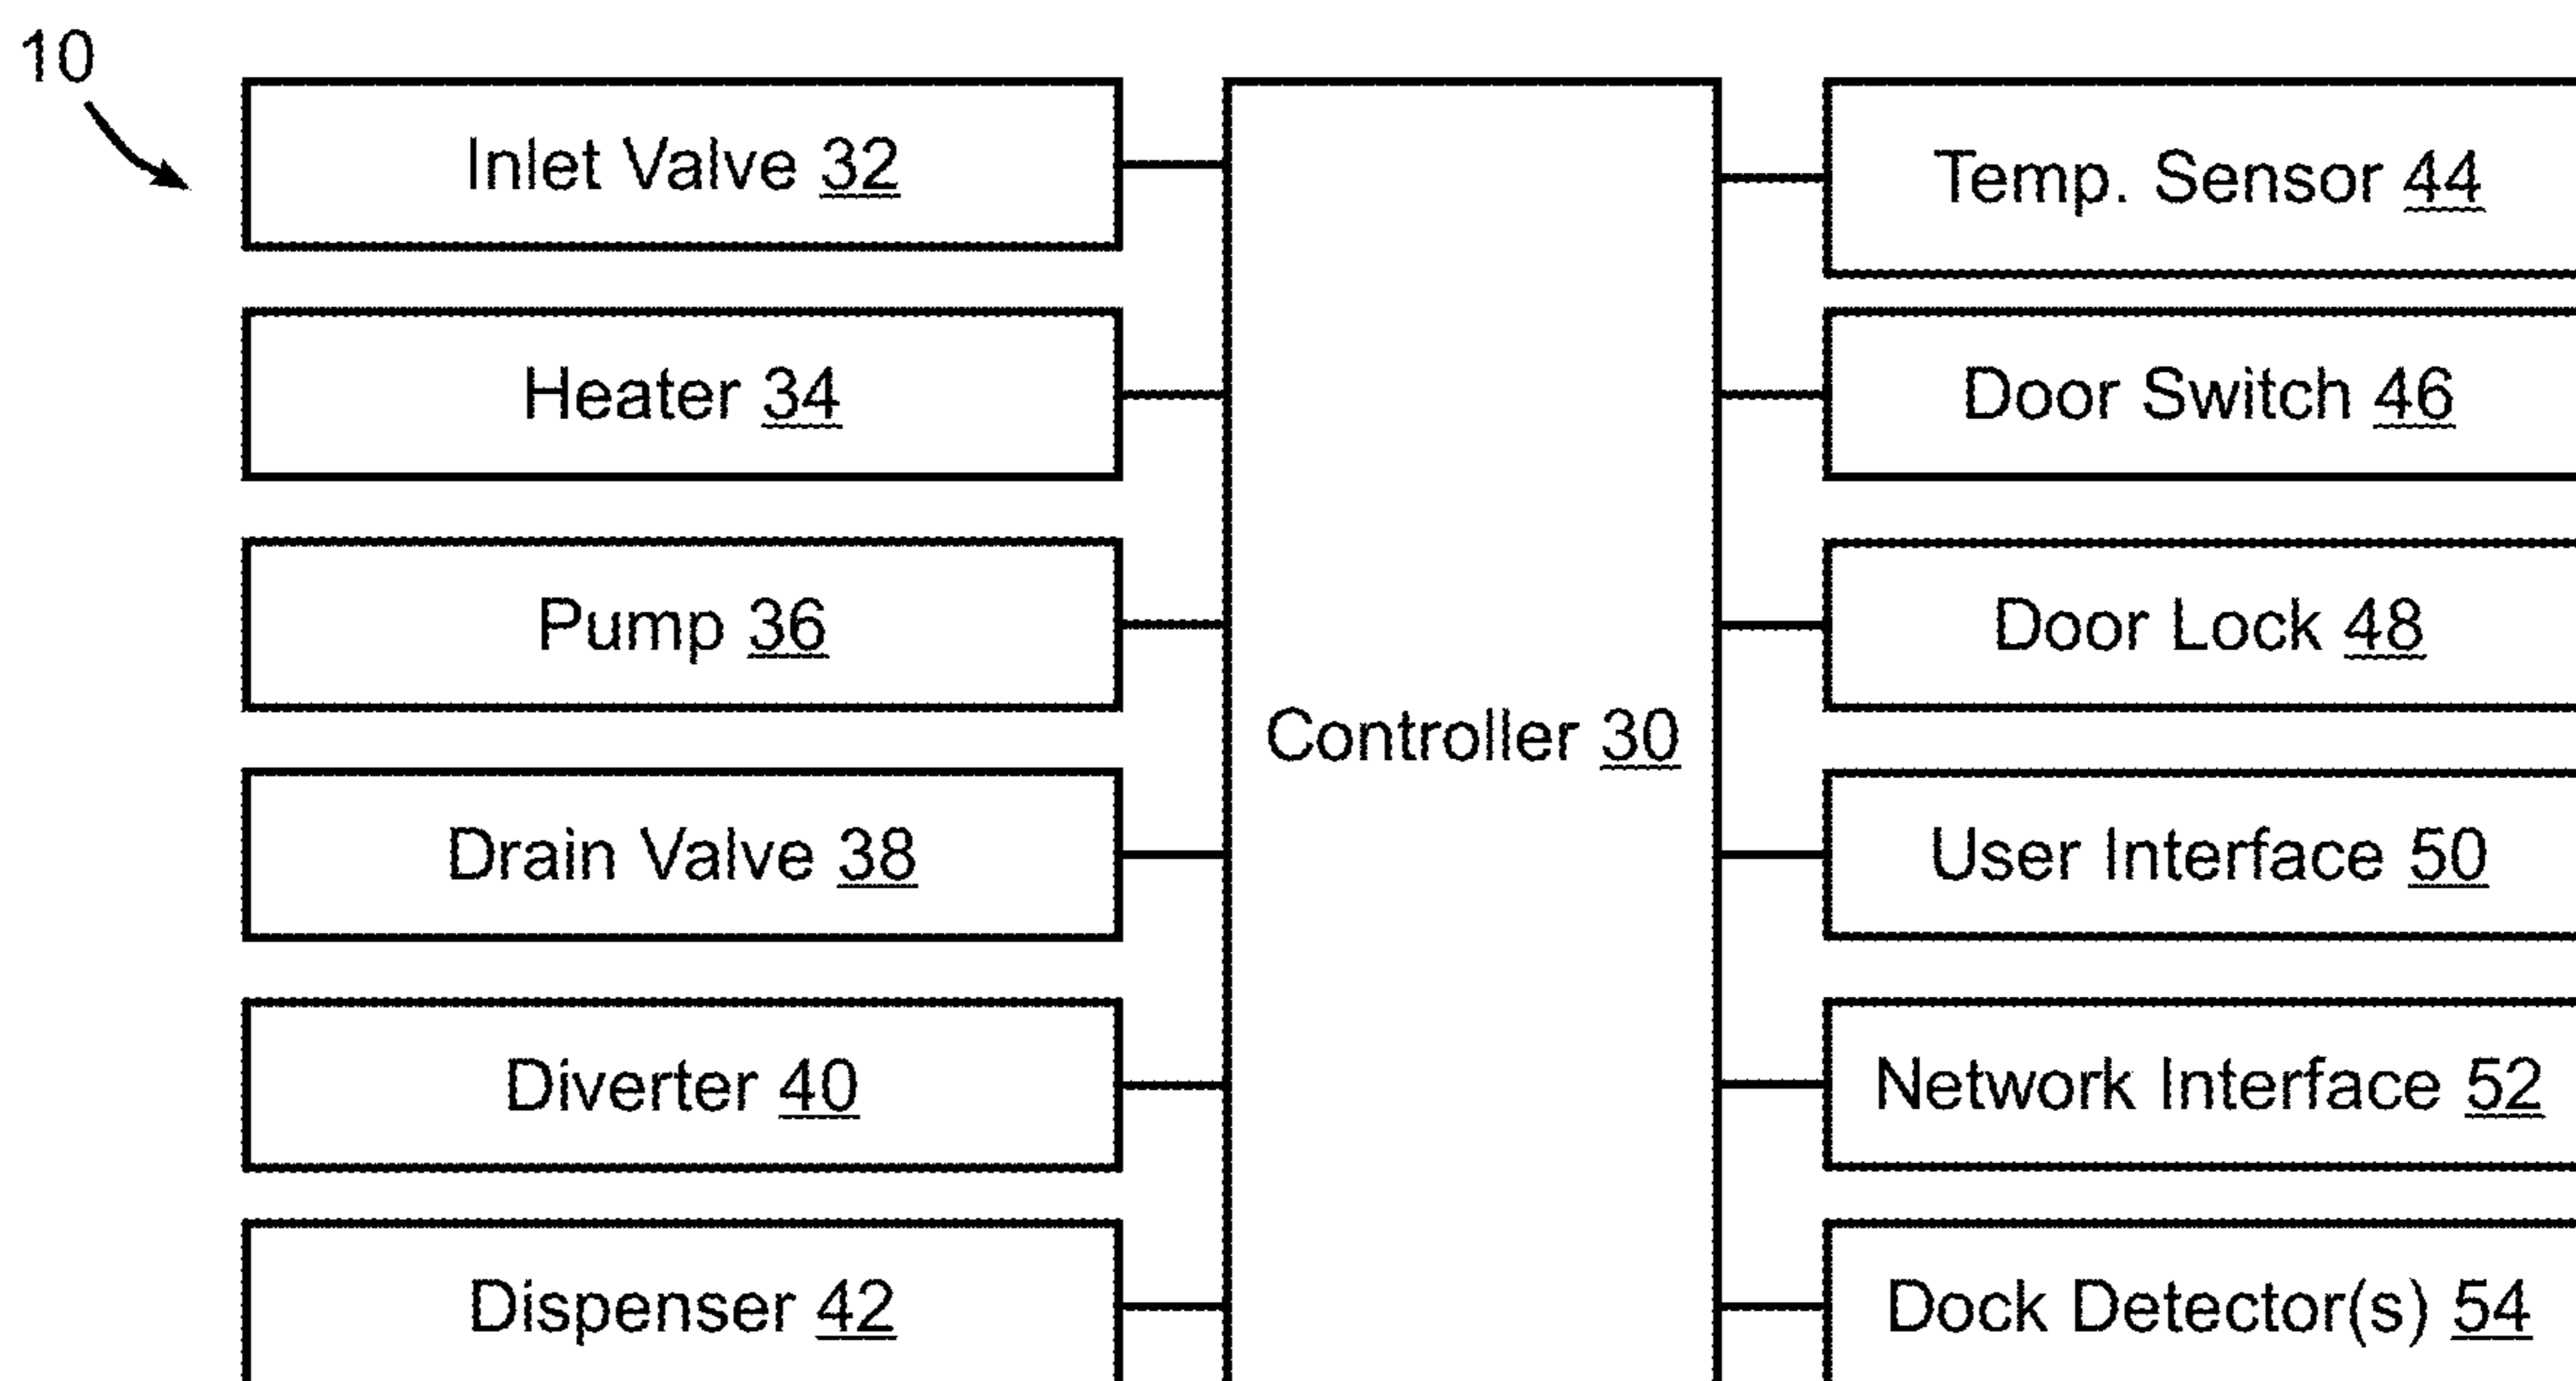 10
Inlet Valve 32
Heater 34
Pump 36
Drain Valve 38
Diverter 40
Dispenser 42
Controller 30
Temp. Sensor 44
Door Switch 46
Door Lock 48
User Interface 50
Network Interface 52
Dock Detector(s) 54